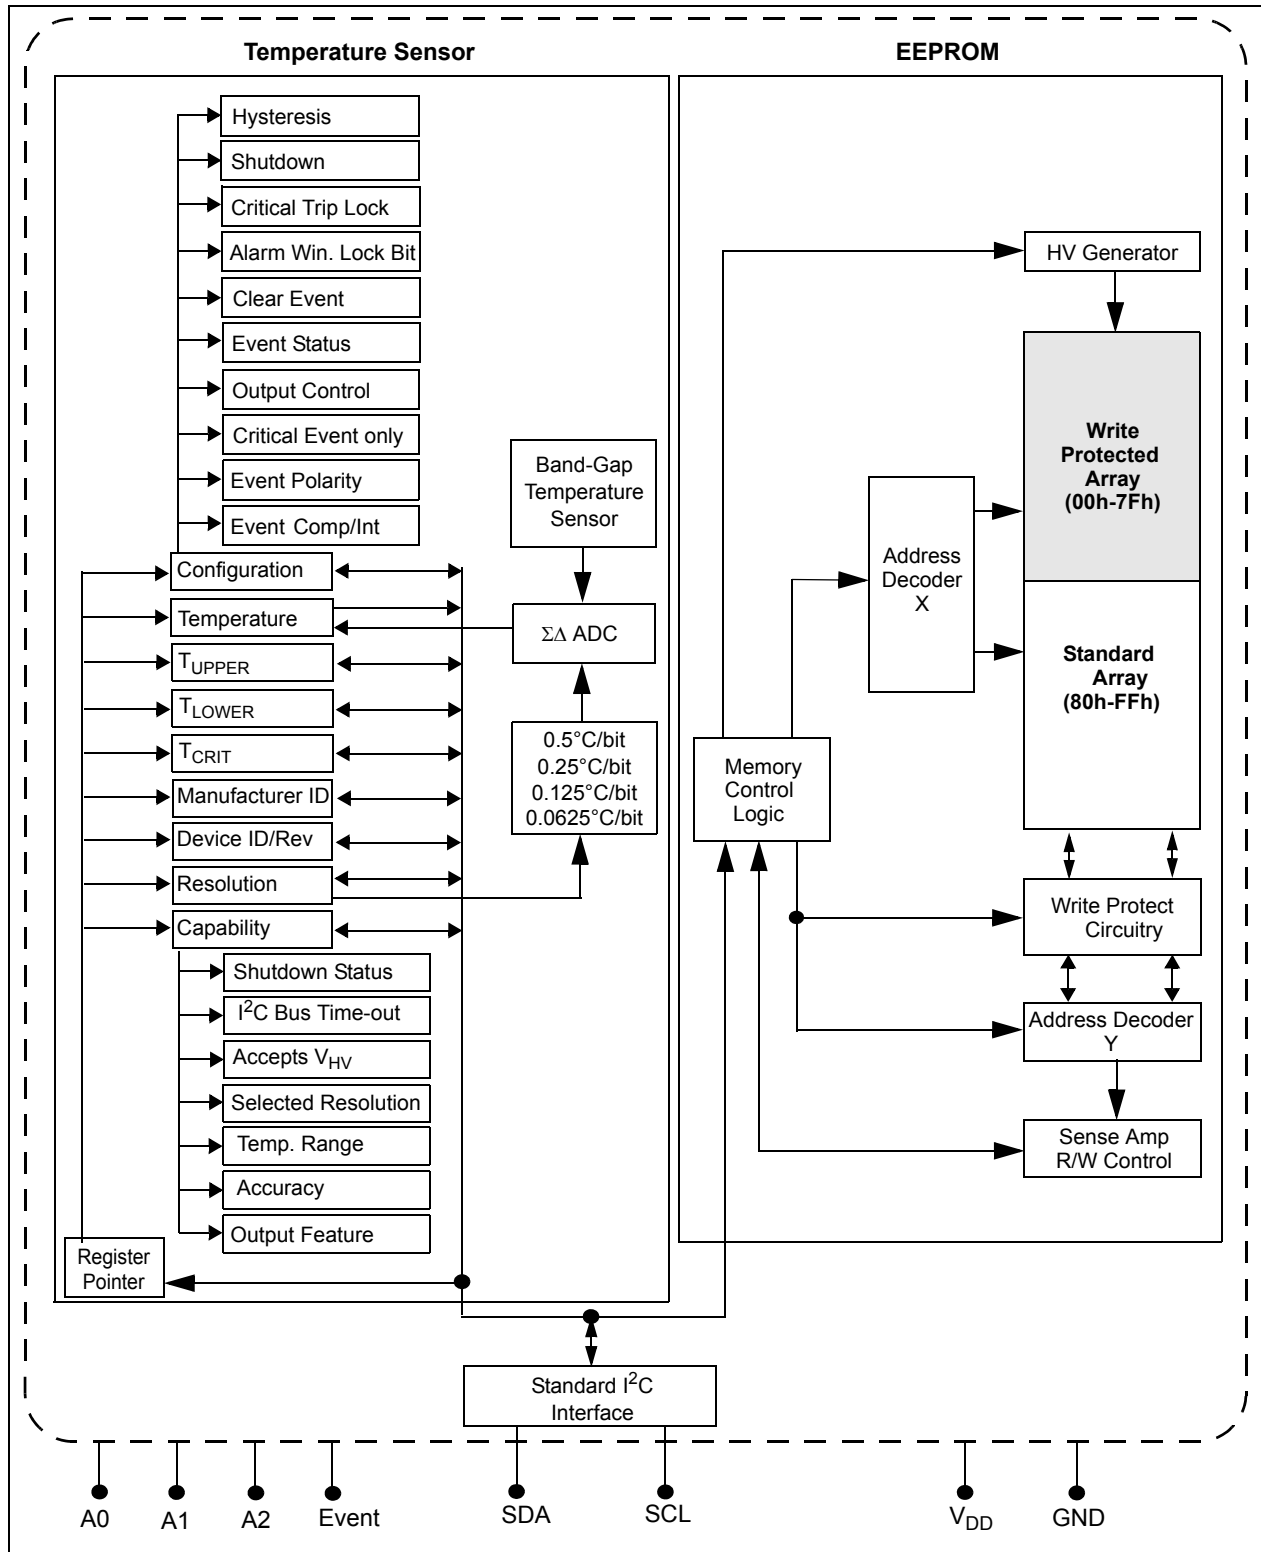 Temperature Sensor
EEPROM
Hysteresis
Shutdown
Critical Trip Lock
Alarm Win. Lock Bit
Clear Event
Event Status
Output Control
Critical Event only
Event Polarity
Event Comp/Int
Configuration
Temperature
TUPPER
TLOWER
TCRIT
Manufacturer ID
Device ID/Rev
Resolution
Capability
Shutdown Status
I²C Bus Time-out
Accepts VHV
Selected Resolution
Temp. Range
Accuracy
Output Feature
Register
Pointer
Band-Gap
Temperature
Sensor
ΣΔ ADC
0.5°C/bit
0.25°C/bit
0.125°C/bit
0.0625°C/bit
HV Generator
Write
Protected
Array
(00h-7Fh)
Standard
Array
(80h-FFh)
Address
Decoder
X
Memory
Control
Logic
Write Protect
Circuitry
Address Decoder
Y
Sense Amp
R/W Control
Standard I²C
Interface
A0
A1
A2
Event
SDA
SCL
VDD
GND